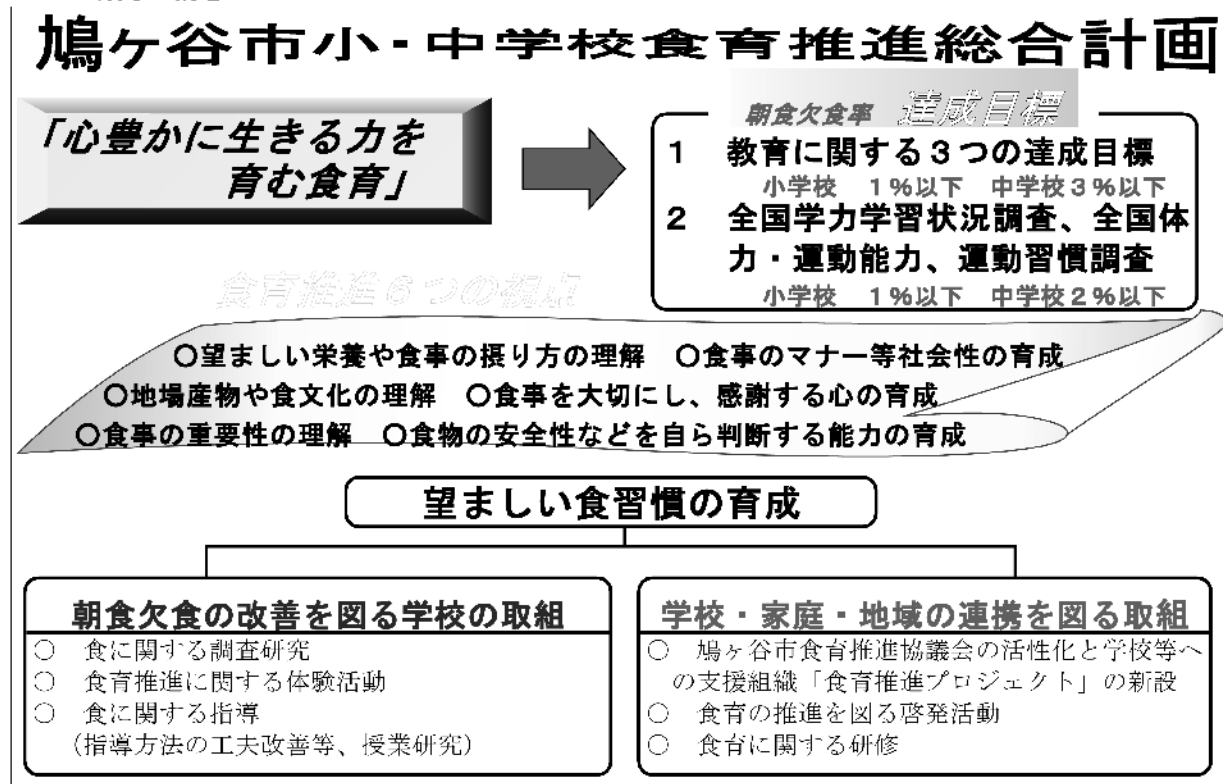 鳩ヶ谷市小・中学校食育推進総合計画
「心豊かに生きる力を
育む食育」
朝食欠食率 達成目標
1 教育に関する3つの達成目標
小学校 1%以下 中学校3%以下
2 全国学力学習状況調査、全国体
力・運動能力、運動習慣調査
小学校 1%以下 中学校2%以下
食育推進6つの視点
○望ましい栄養や食事の摂り方の理解 ○食事のマナー等社会性の育成
○地場産物や食文化の理解 ○食事を大切にし、感謝する心の育成
○食事の重要性の理解 ○食物の安全性などを自ら判断する能力の育成
望ましい食習慣の育成
朝食欠食の改善を図る学校の取組
○ 食に関する調査研究
○ 食育推進に関する体験活動
○ 食に関する指導
(指導方法の工夫改善等、授業研究)
学校・家庭・地域の連携を図る取組
○ 鳩ヶ谷市食育推進協議会の活性化と学校等へ
の支援組織「食育推進プロジェクト」の新設
○ 食育の推進を図る啓発活動
○ 食育に関する研修